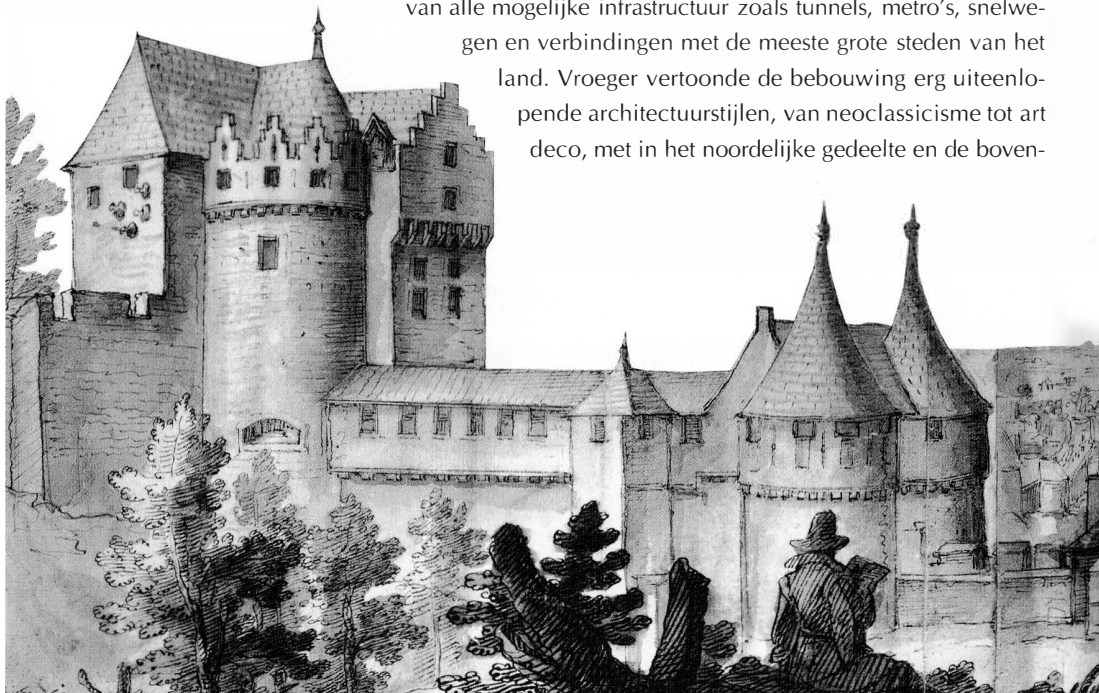 van alle mogelijke infrastructuur zoals tunnels, metro's, snelwe-
gen en verbindingen met de meeste grote steden van het
land. Vroeger vertoonde de bebouwing erg uiteenlo-
pende architectuurstijlen, van neoclassicisme tot art
deco, met in het noordelijke gedeelte en de boven-